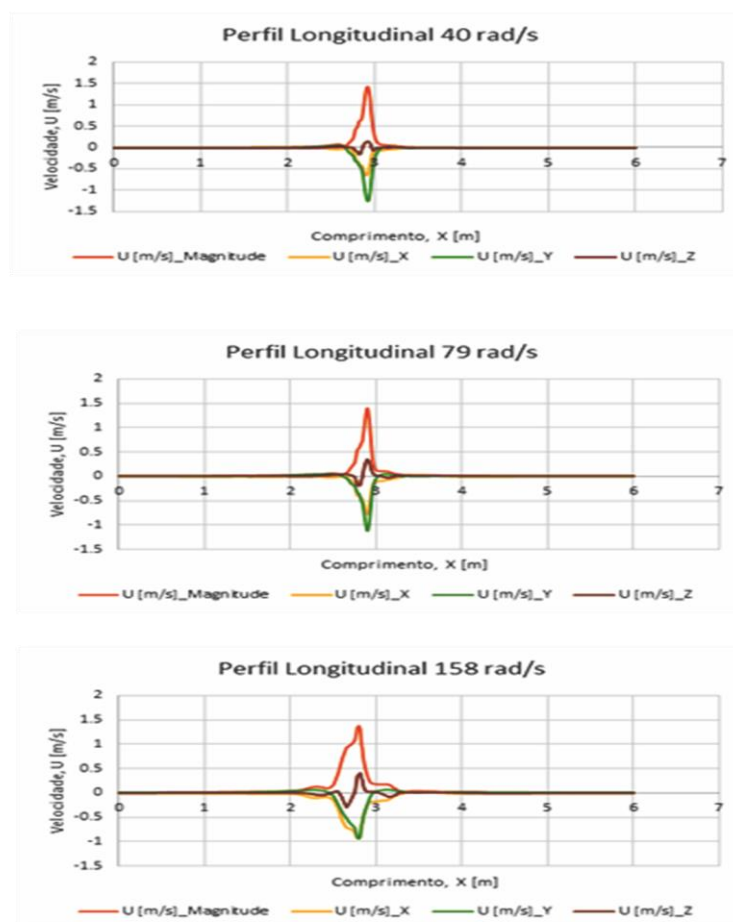 Perfil Longitudinal 40 rad/s
Velocidade,U [m/s]
2
1.5
1
0.5
0
-0.5
-1
-1.5
0 1 2 3 4 5 6 7
Comprimento, X [m]
U [m/s]_Magnitude U [m/s]_X U [m/s]_Y U [m/s]_Z
Perfil Longitudinal 79 rad/s
Velocidade,U [m/s]
2
1.5
1
0.5
0
-0.5
-1
-1.5
0 1 2 3 4 5 6 7
Comprimento, X [m]
U [m/s]_Magnitude U [m/s]_X U [m/s]_Y U [m/s]_Z
Perfil Longitudinal 158 rad/s
Velocidade,U [m/s]
2
1.5
1
0.5
0
-0.5
-1
-1.5
0 1 2 3 4 5 6 7
Comprimento, X [m]
U [m/s]_Magnitude U [m/s]_X U [m/s]_Y U [m/s]_Z